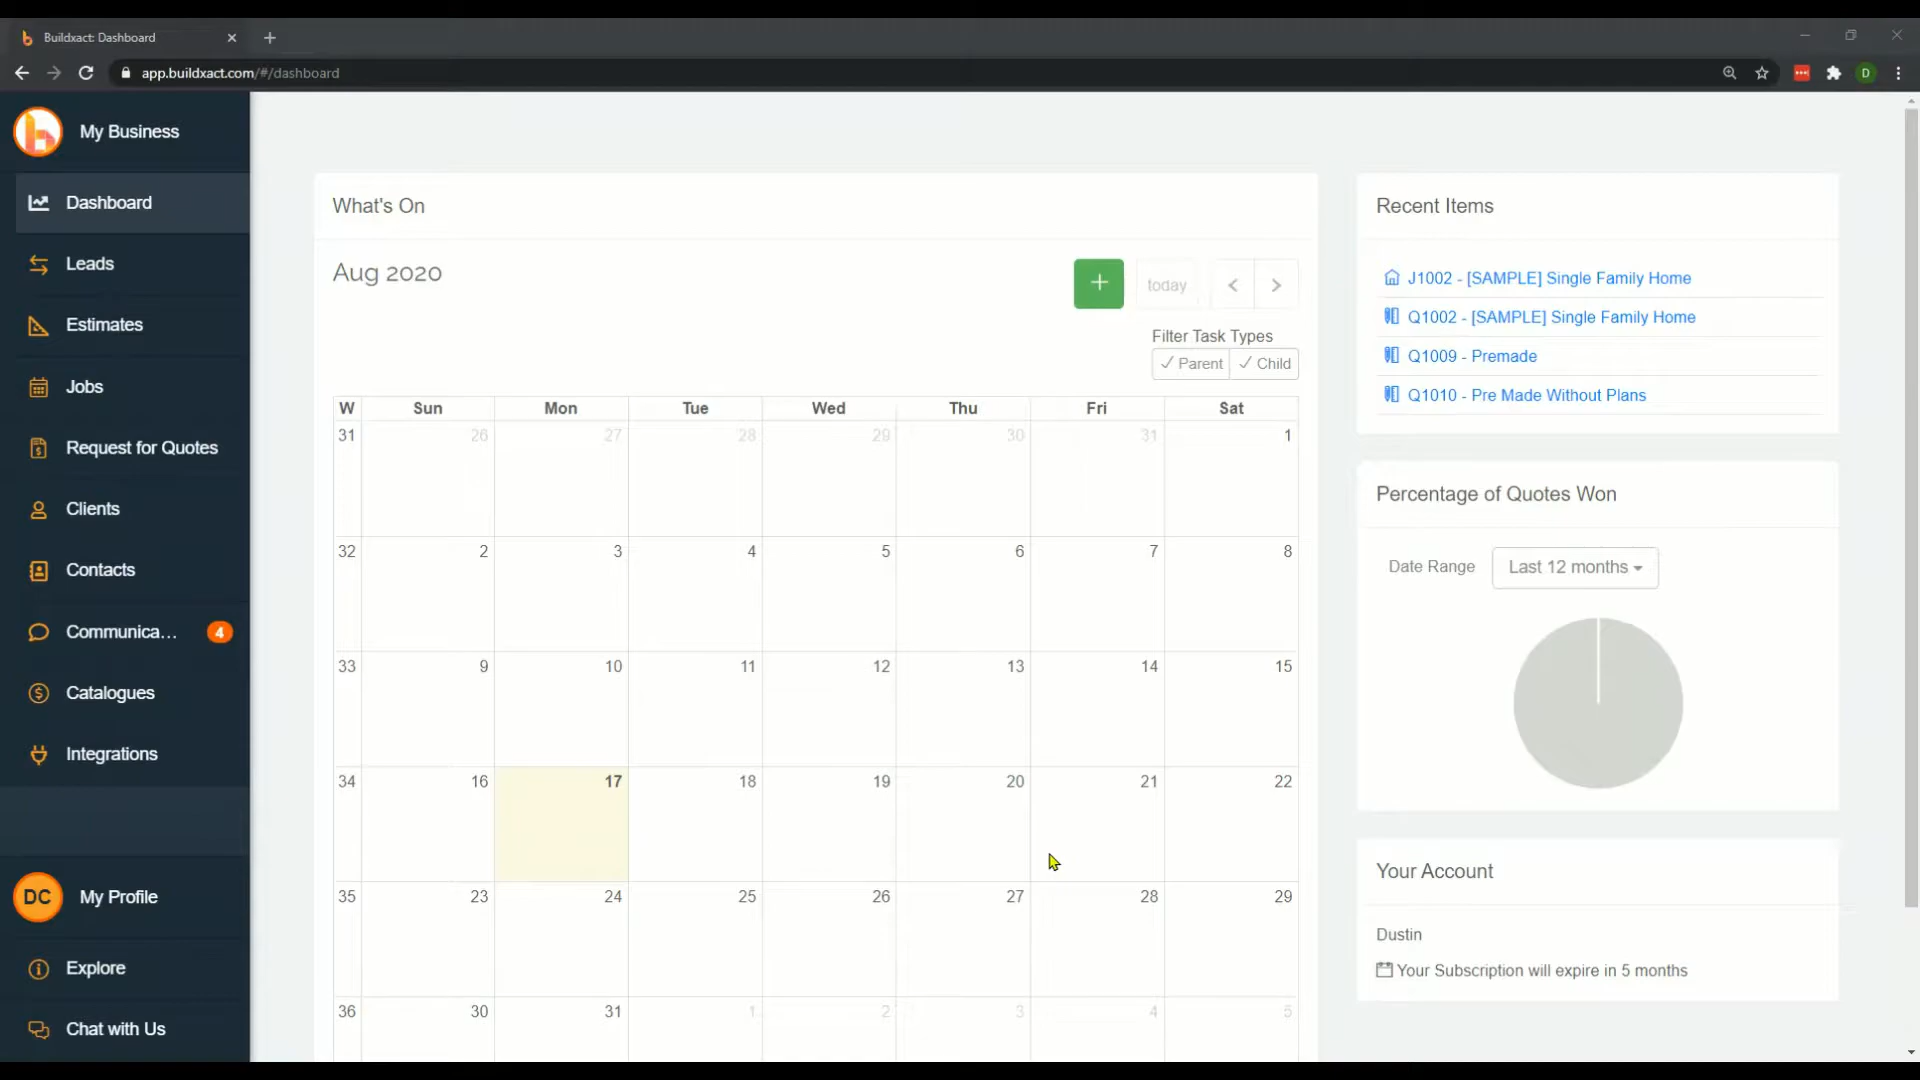 Buildxact: Dashboard
app.buildxact.com/#/dashboard
D
My Business
Dashboard
Leads
Estimates
Jobs
Request for Quotes
Clients
Contacts
Communica... 4
Catalogues
Integrations
DC My Profile
Explore
Chat with Us
What's On
Aug 2020
+ today < >
Filter Task Types
✓ Parent ✓ Child
W Sun Mon Tue Wed Thu Fri Sat
31 26 27 28 29 30 31 1
32 2 3 4 5 6 7 8
33 9 10 11 12 13 14 15
34 16 17 18 19 20 21 22
35 23 24 25 26 27 28 29
36 30 31 1 2 3 4 5
Recent Items
J1002 - [SAMPLE] Single Family Home
Q1002 - [SAMPLE] Single Family Home
Q1009 - Premade
Q1010 - Pre Made Without Plans
Percentage of Quotes Won
Date Range Last 12 months
Your Account
Dustin
Your Subscription will expire in 5 months